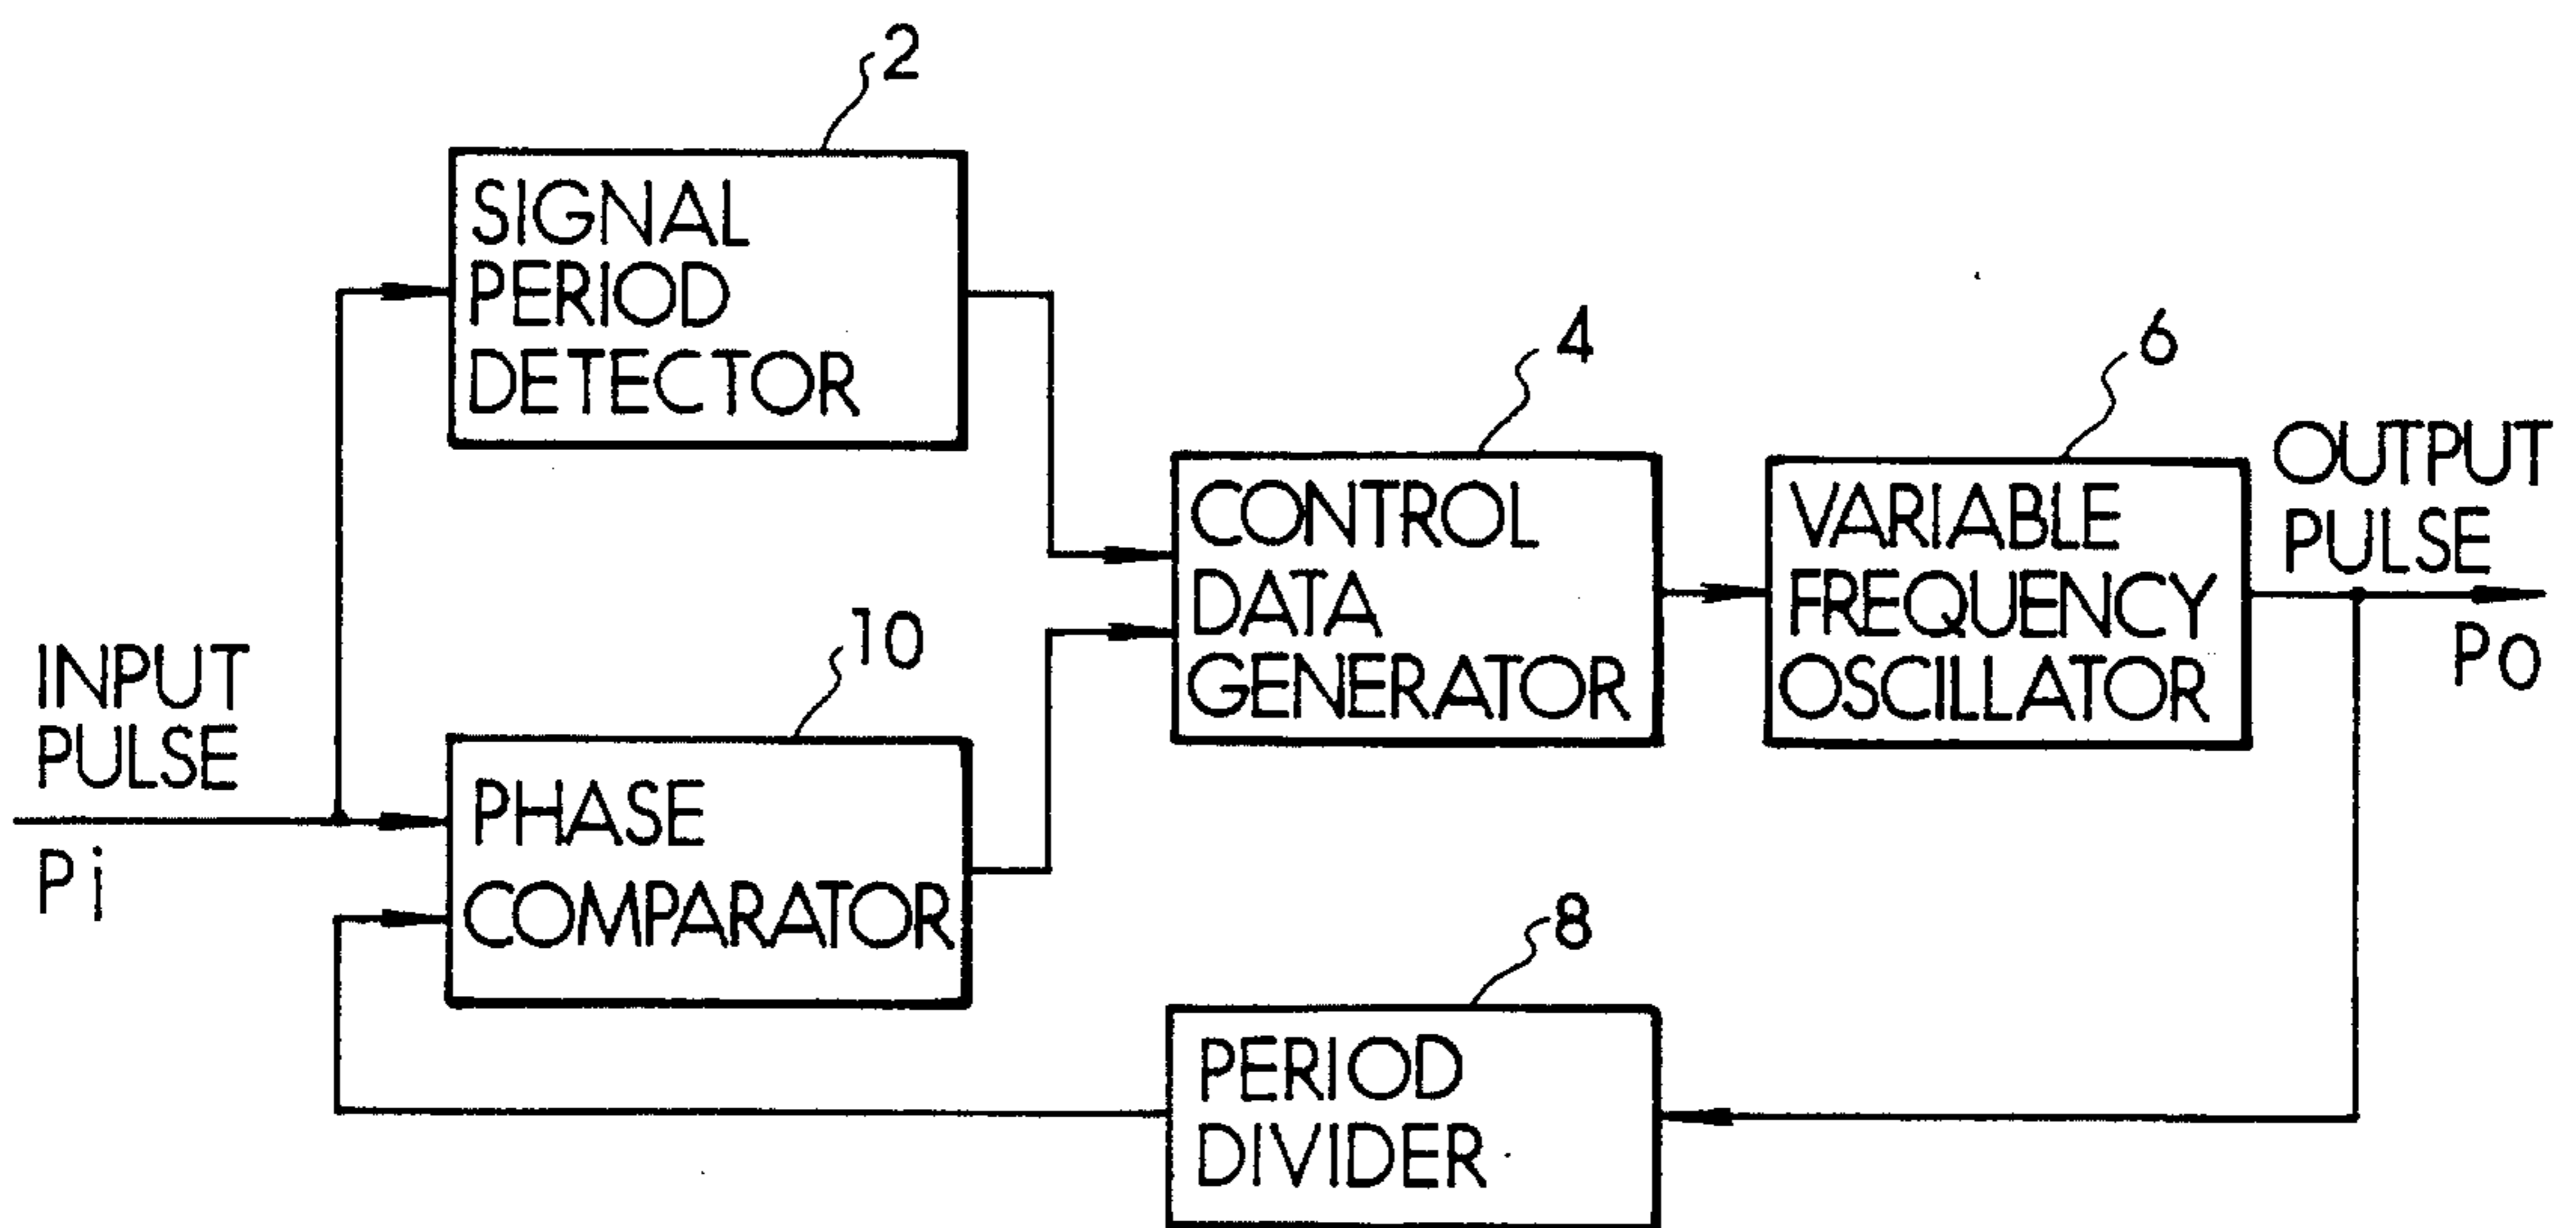 2
SIGNAL
PERIOD
DETECTOR
4
CONTROL
DATA
GENERATOR
6
VARIABLE
FREQUENCY
OSCILLATOR
OUTPUT
PULSE
Po
INPUT
PULSE
Pi
10
PHASE
COMPARATOR
8
PERIOD
DIVIDER